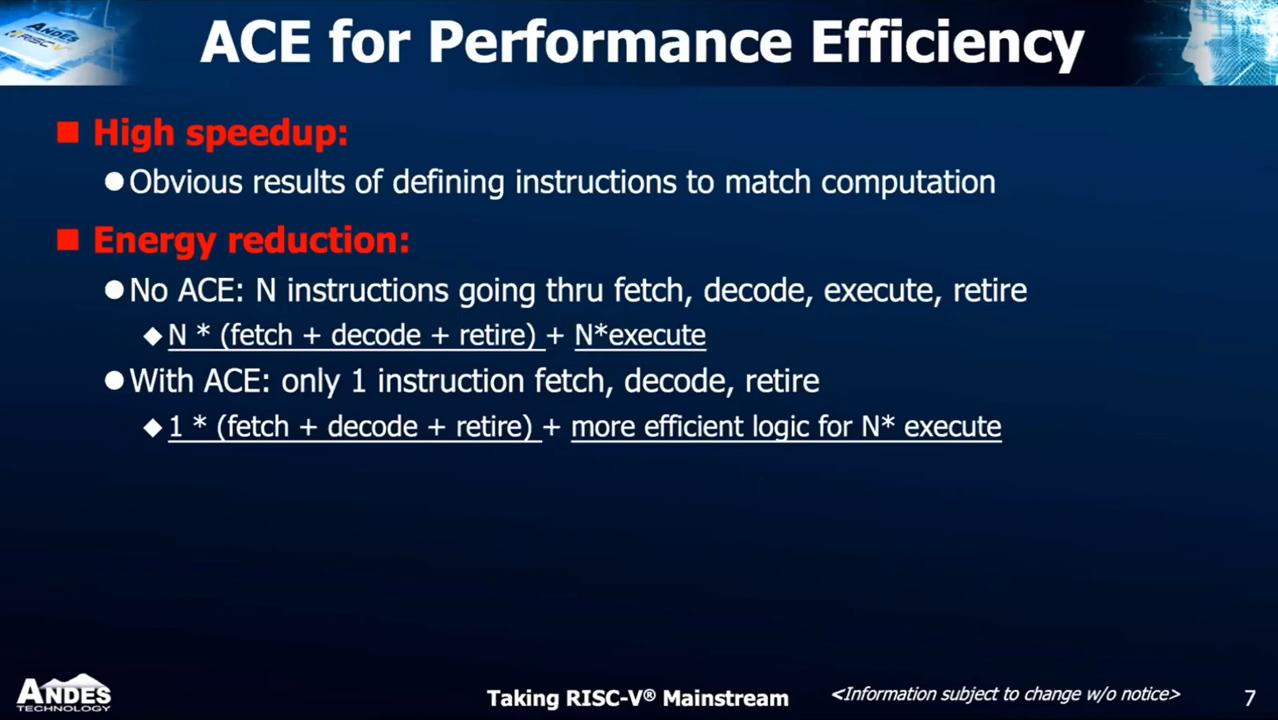 ACE for Performance Efficiency
■ High speedup:
●Obvious results of defining instructions to match computation
■ Energy reduction:
●No ACE: N instructions going thru fetch, decode, execute, retire
◆N * (fetch + decode + retire) + N*execute
●With ACE: only 1 instruction fetch, decode, retire
◆1 * (fetch + decode + retire) + more efficient logic for N* execute
ANDES
TECHNOLOGY
Taking RISC-V® Mainstream
<Information subject to change w/o notice>
7